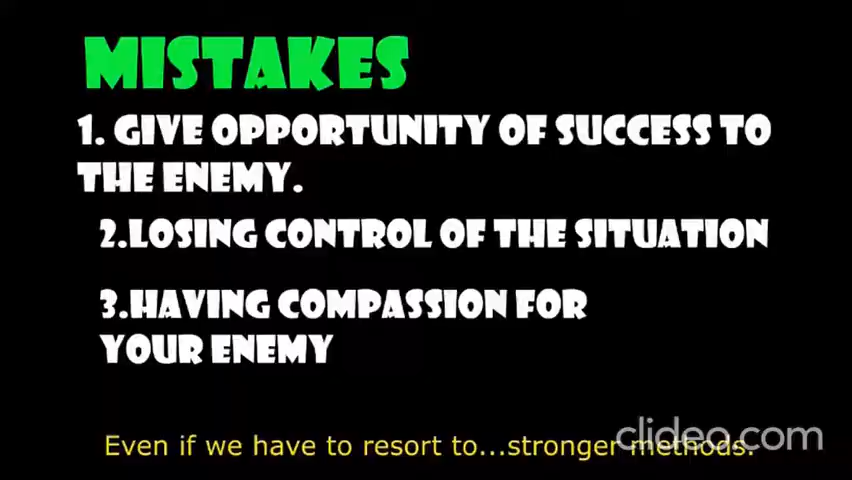 MISTAKES
1. GIVE OPPORTUNITY OF SUCCESS TO
THE ENEMY.
2.LOSING CONTROL OF THE SITUATION
3.HAVING COMPASSION FOR
YOUR ENEMY
Even if we have to resort to...stronger methods.
clideo.com